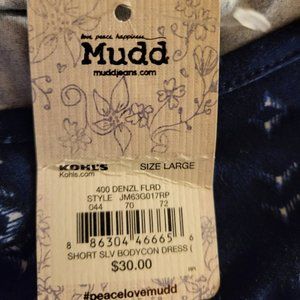 love peace happiness
Mudd
muddjeans.com
KOHL'S SIZE LARGE
Kohls.com
400 DENZL FLRD
STYLE JM63G017RP
044 70 72
8 86304 46665 6
SHORT SLV BODYCON DRESS (
$30.00
#peacelovemudd